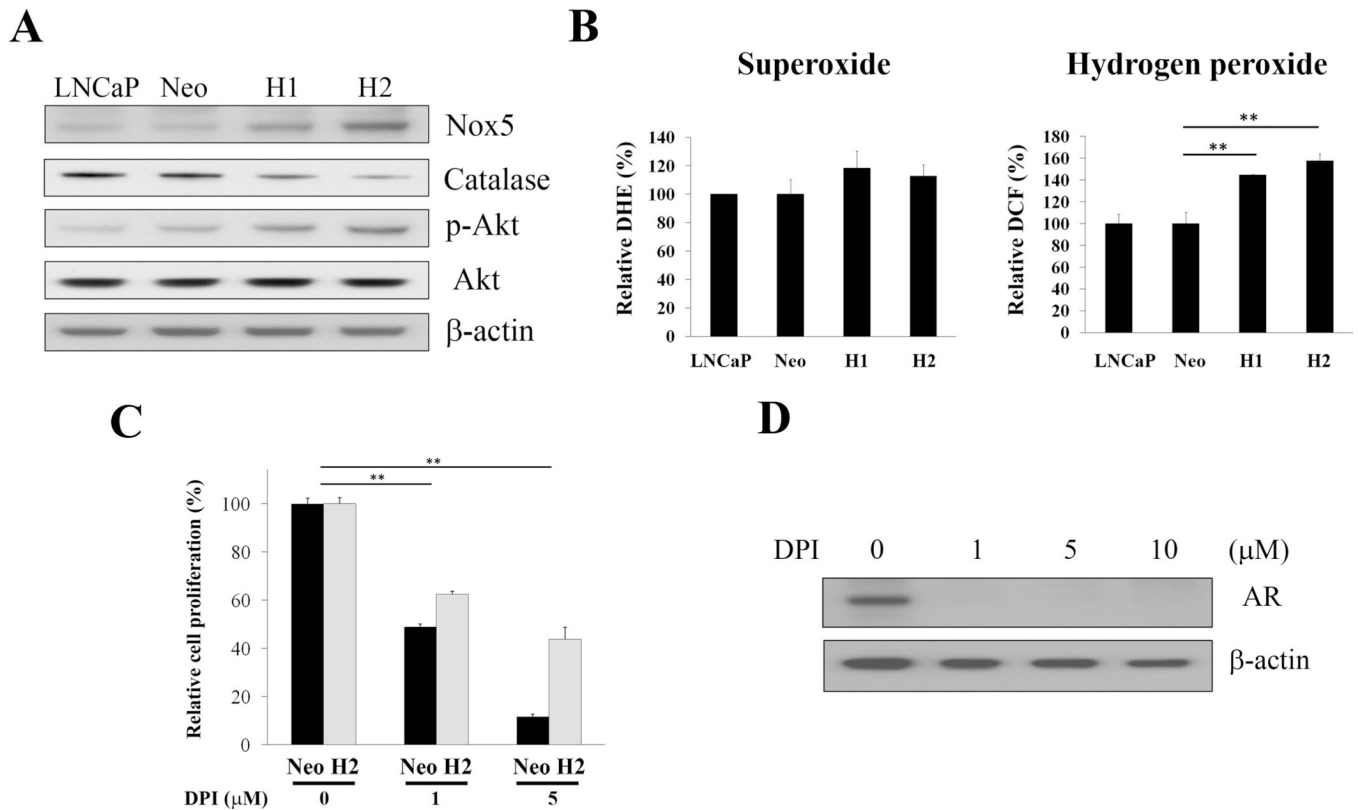 A
LNCaP Neo H1 H2
Nox5
Catalase
p-Akt
Akt
β-actin
B
Superoxide
Relative DHE (%)
140
120
100
80
60
40
20
0
LNCaP Neo H1 H2
Hydrogen peroxide
Relative DCF (%)
180
160
140
120
100
80
60
40
20
0
**
**
LNCaP Neo H1 H2
C
Relative cell proliferation (%)
100
80
60
40
20
0
**
**
Neo H2 Neo H2 Neo H2
DPI (μM) 0 1 5
D
DPI 0 1 5 10 (μM)
AR
β-actin